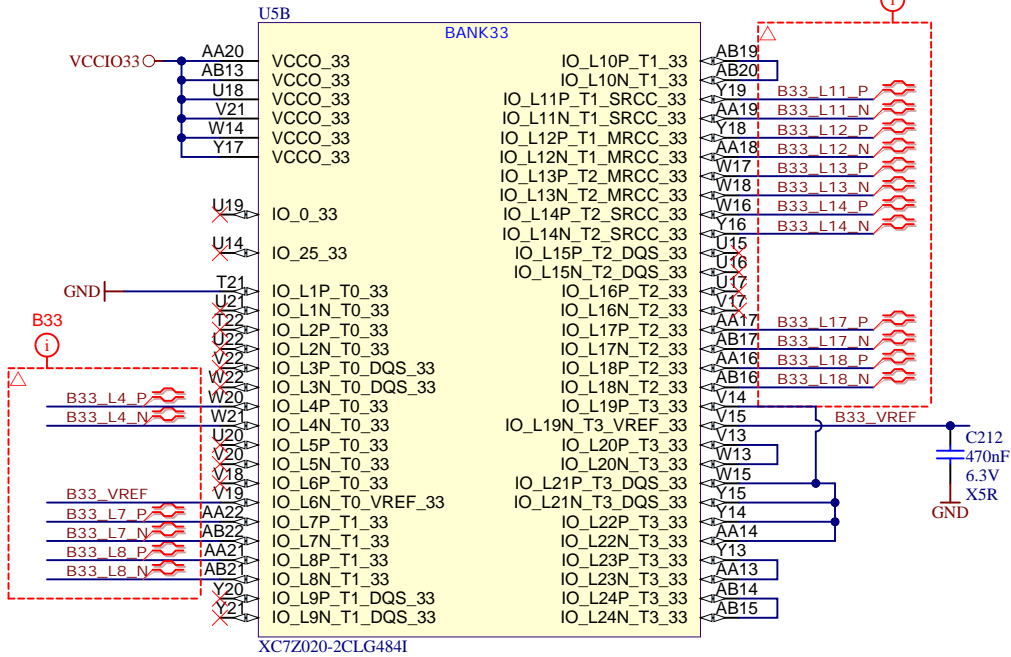 U5B
BANK33
VCCIO33
AA20 VCCO_33
AB13 VCCO_33
U18 VCCO_33
V21 VCCO_33
W14 VCCO_33
Y17 VCCO_33
U19 IO_0_33
U14 IO_25_33
GND T21 IO_L1P_T0_33
U21 IO_L1N_T0_33
T22 IO_L2P_T0_33
U22 IO_L2N_T0_33
V22 IO_L3P_T0_DQS_33
W22 IO_L3N_T0_DQS_33
B33
i
B33_L4_P W20 IO_L4P_T0_33
B33_L4_N W21 IO_L4N_T0_33
U20 IO_L5P_T0_33
V20 IO_L5N_T0_33
V18 IO_L6P_T0_33
B33_VREF V19 IO_L6N_T0_VREF_33
B33_L7_P AA22 IO_L7P_T1_33
B33_L7_N AB22 IO_L7N_T1_33
B33_L8_P AA21 IO_L8P_T1_33
B33_L8_N AB21 IO_L8N_T1_33
Y20 IO_L9P_T1_DQS_33
Y21 IO_L9N_T1_DQS_33
i
IO_L10P_T1_33 AB19
IO_L10N_T1_33 AB20
IO_L11P_T1_SRCC_33 Y19 B33_L11_P
IO_L11N_T1_SRCC_33 AA19 B33_L11_N
IO_L12P_T1_MRCC_33 Y18 B33_L12_P
IO_L12N_T1_MRCC_33 AA18 B33_L12_N
IO_L13P_T2_MRCC_33 W17 B33_L13_P
IO_L13N_T2_MRCC_33 W18 B33_L13_N
IO_L14P_T2_SRCC_33 W16 B33_L14_P
IO_L14N_T2_SRCC_33 Y16 B33_L14_N
IO_L15P_T2_DQS_33 U15
IO_L15N_T2_DQS_33 U16
IO_L16P_T2_33 U17
IO_L16N_T2_33 V17
IO_L17P_T2_33 AA17 B33_L17_P
IO_L17N_T2_33 AB17 B33_L17_N
IO_L18P_T2_33 AA16 B33_L18_P
IO_L18N_T2_33 AB16 B33_L18_N
IO_L19P_T3_33 V14
IO_L19N_T3_VREF_33 V15 B33_VREF
IO_L20P_T3_33 V13
IO_L20N_T3_33 W13
IO_L21P_T3_DQS_33 W15
IO_L21N_T3_DQS_33 Y15
IO_L22P_T3_33 Y14
IO_L22N_T3_33 AA14
IO_L23P_T3_33 Y13
IO_L23N_T3_33 AA13
IO_L24P_T3_33 AB14
IO_L24N_T3_33 AB15
C212
470nF
6.3V
X5R
GND
XC7Z020-2CLG484I